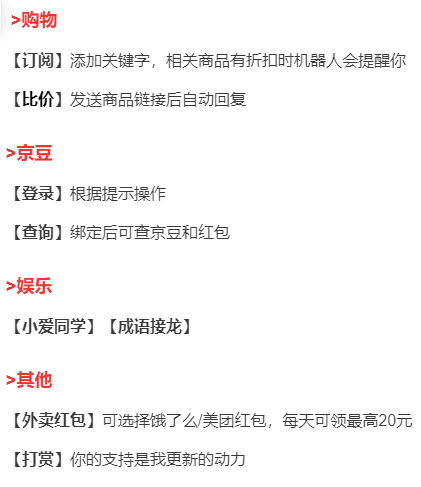 >购物
【订阅】添加关键字，相关商品有折扣时机器人会提醒你
【比价】发送商品链接后自动回复
>京豆
【登录】根据提示操作
【查询】绑定后可查京豆和红包
>娱乐
【小爱同学】【成语接龙】
>其他
【外卖红包】可选择饿了么/美团红包，每天可领最高20元
【打赏】你的支持是我更新的动力